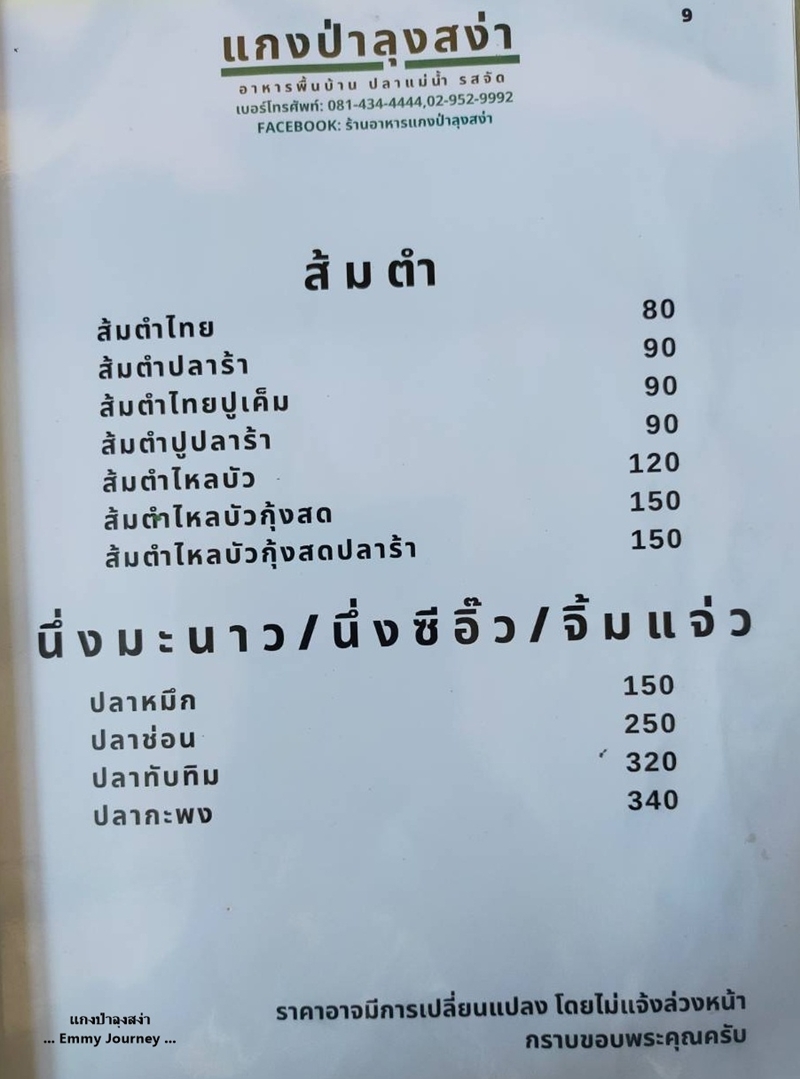 9
แกงป่าลุงสง่า
อาหารพื้นบ้าน ปลาแม่น้ำ รสจัด
เบอร์โทรศัพท์: 081-434-4444,02-952-9992
FACEBOOK: ร้านอาหารแกงป่าลุงสง่า
ส้มตำ
ส้มตำไทย 80
ส้มตำปลาร้า 90
ส้มตำไทยปูเค็ม 90
ส้มตำปูปลาร้า 90
ส้มตำไหลบัว 120
ส้มตำไหลบัวกุ้งสด 150
ส้มตำไหลบัวกุ้งสดปลาร้า 150
นึ่งมะนาว/นึ่งซีอิ๊ว/จิ้มแจ่ว
ปลาหมึก 150
ปลาช่อน 250
ปลาทับทิม 320
ปลากะพง 340
ราคาอาจมีการเปลี่ยนแปลง โดยไม่แจ้งล่วงหน้า
กราบขอบพระคุณครับ
แกงป่าลุงสง่า
... Emmy Journey ...